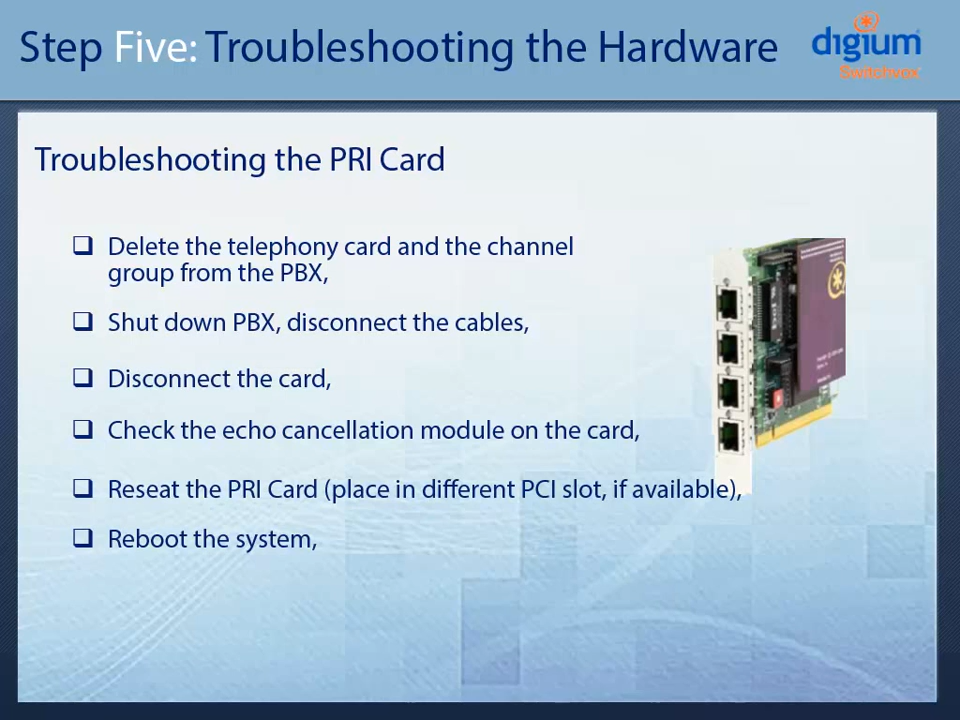 Step Five: Troubleshooting the Hardware
digium
Switchvox
Troubleshooting the PRI Card
Delete the telephony card and the channel
group from the PBX,
Shut down PBX, disconnect the cables,
Disconnect the card,
Check the echo cancellation module on the card,
Reseat the PRI Card (place in different PCI slot, if available),
Reboot the system,